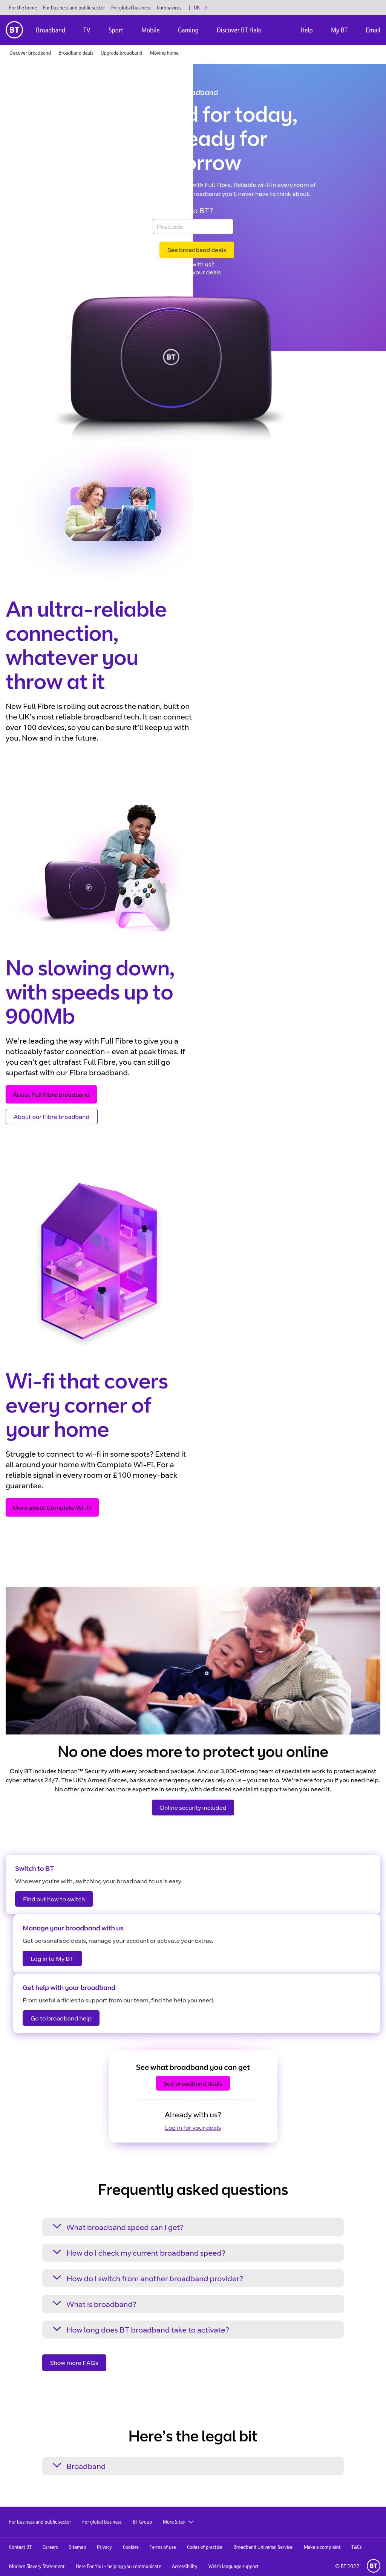 For the home For business and public sector For global business Coronavirus | UK
BT Broadband TV Sport Mobile Gaming Discover BT Halo Help My BT Email
Discover broadband Broadband deals Upgrade broadband Moving home
for today,
with Full Fibre. Reliable wi-fi in every room of
broadband you'll never have to think about.
to BT?
Postcode
See broadband deals
with us?
your deals
BT
An ultra-reliable
connection,
whatever you
throw at it
New Full Fibre is rolling out across the nation, built on
the UK's most reliable broadband tech. It can connect
over 100 devices, so you can be sure it'll keep up with
you. Now and in the future.
No slowing down,
with speeds up to
900Mb
We're leading the way with Full Fibre to give you a
noticeably faster connection – even at peak times. If
you can't get ultrafast Full Fibre, you can still go
superfast with our Fibre broadband.
About Full Fibre broadband
About our Fibre broadband
Wi-fi that covers
every corner of
your home
Struggle to connect to wi-fi in some spots? Extend it
all around your home with Complete Wi-Fi. For a
reliable signal in every room or £100 money-back
guarantee.
More about Complete Wi-Fi
No one does more to protect you online
Only BT includes Norton™ Security with every broadband package. And our 3,000-strong team of specialists work to protect against
cyber attacks 24/7. The UK's Armed Forces, banks and emergency services rely on us – you can too. We're here for you if you need help.
No other provider has more expertise in security, with dedicated specialist support when you need it.
Online security included
Switch to BT
Whoever you're with, switching your broadband to us is easy.
Find out how to switch
Manage your broadband with us
Get personalised deals, manage your account or activate your extras.
Log in to My BT
Get help with your broadband
From useful articles to support from our team, find the help you need.
Go to broadband help
See what broadband you can get
See broadband deals
Already with us?
Log in for your deals
Frequently asked questions
What broadband speed can I get?
How do I check my current broadband speed?
How do I switch from another broadband provider?
What is broadband?
How long does BT broadband take to activate?
Show more FAQs
Here's the legal bit
Broadband
For business and public sector For global business BT Group More Sites
Contact BT Careers Sitemap Privacy Cookies Terms of use Codes of practice Broadband Universal Service Make a complaint T&Cs
Modern Slavery Statement Here For You – helping you communicate Accessibility Welsh language support © BT 2022 BT